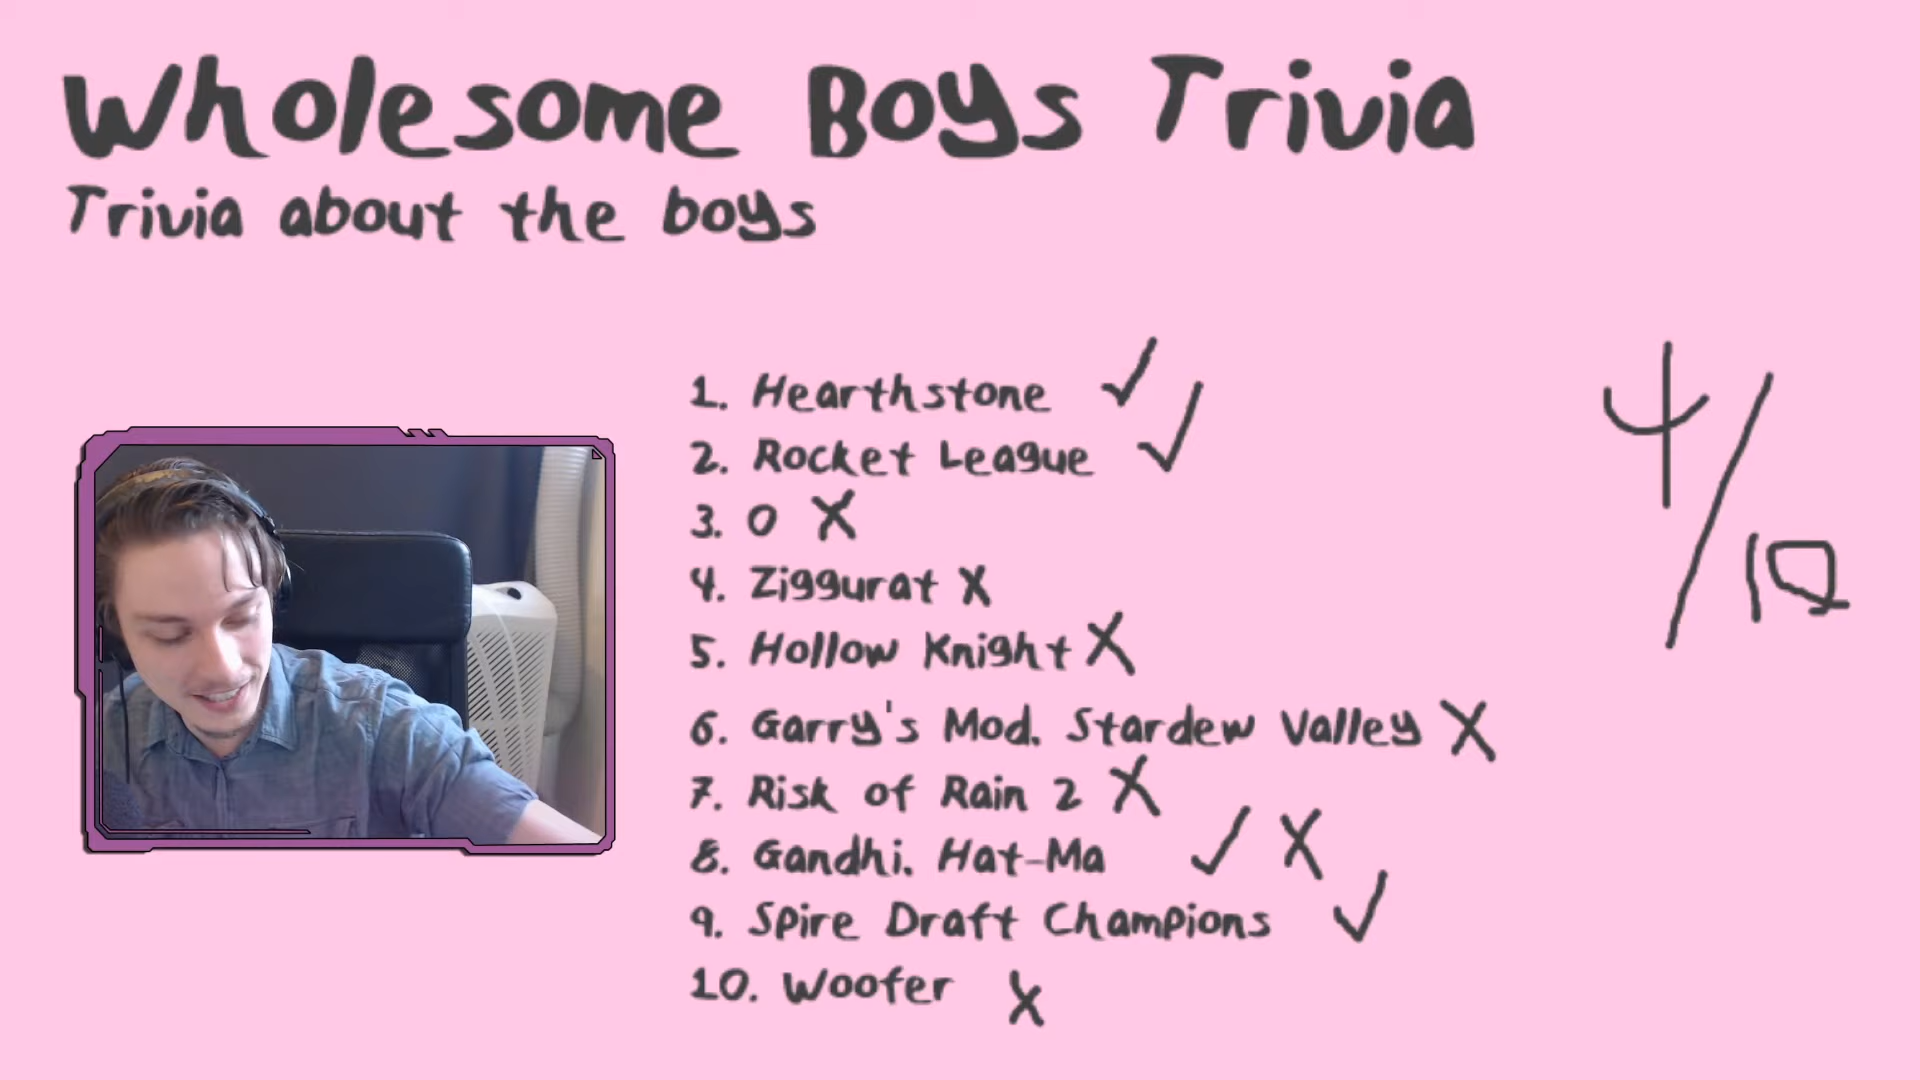 Wholesome Boys Trivia
Trivia about the boys
1. Hearthstone ✓
2. Rocket League ✓
3. 0 X
4. Ziggurat X
5. Hollow Knight X
6. Garry's Mod, Stardew Valley X
7. Risk of Rain 2 X
8. Gandhi, Hat-Ma ✓ X
9. Spire Draft Champions ✓
10. Woofer X
4/10